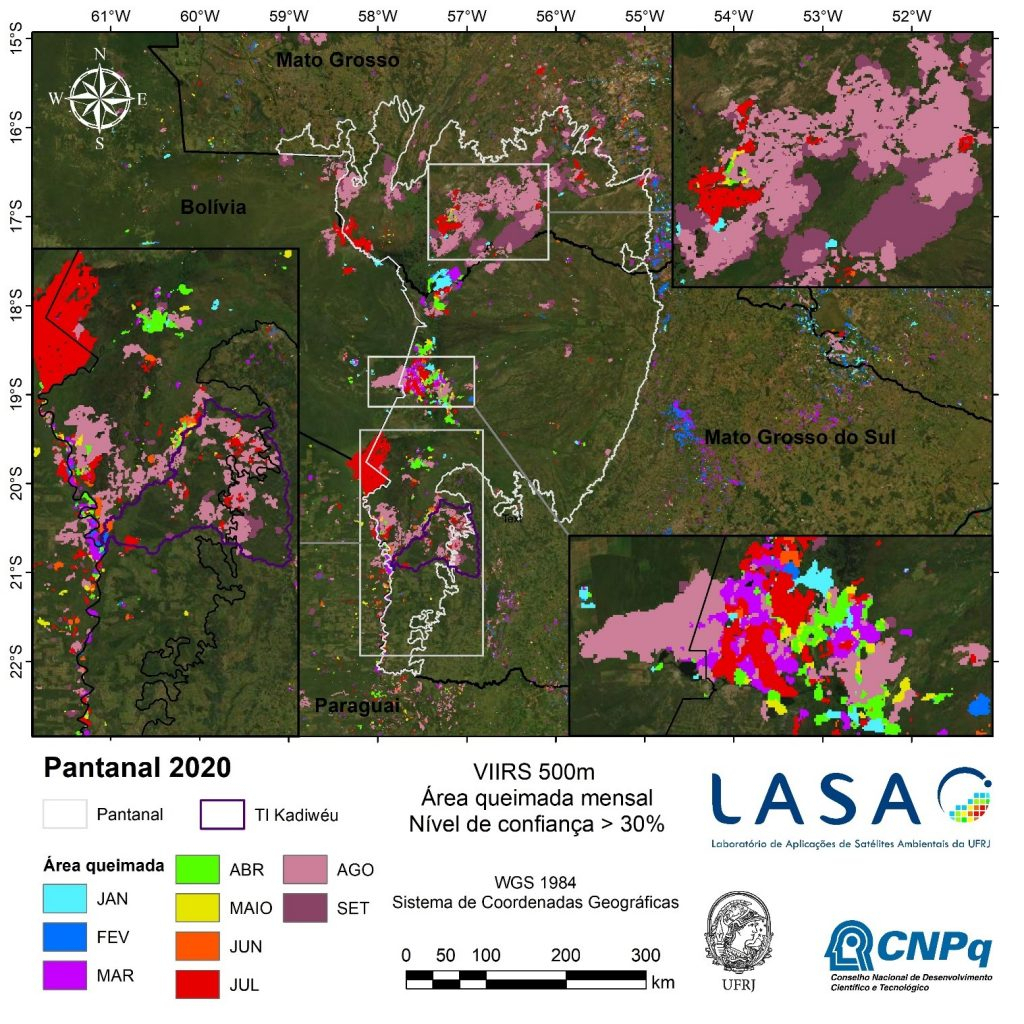 58°W 57°W 56°W 55°W
15°S
16°S
17°S
18°S
19°S
20°S
21°S
22°S
N
W E
S
Mato Grosso
Bolívia
Mato Grosso do Sul
Text
Paraguai
61°W 60°W 59°W 58°W 57°W 56°W 55°W 54°W 53°W 52°W
Pantanal 2020
Pantanal TI Kadiwéu
Área queimada
JAN
FEV
MAR
ABR
MAIO
JUN
JUL
AGO
SET
VIIRS 500m
Área queimada mensal
Nível de confiança > 30%
WGS 1984
Sistema de Coordenadas Geográficas
0 50 100 200 300
km
LASA
Laboratório de Aplicações de Satélites Ambientais da UFRJ
UFRJ
CNPq
Conselho Nacional de Desenvolvimento
Científico e Tecnológico